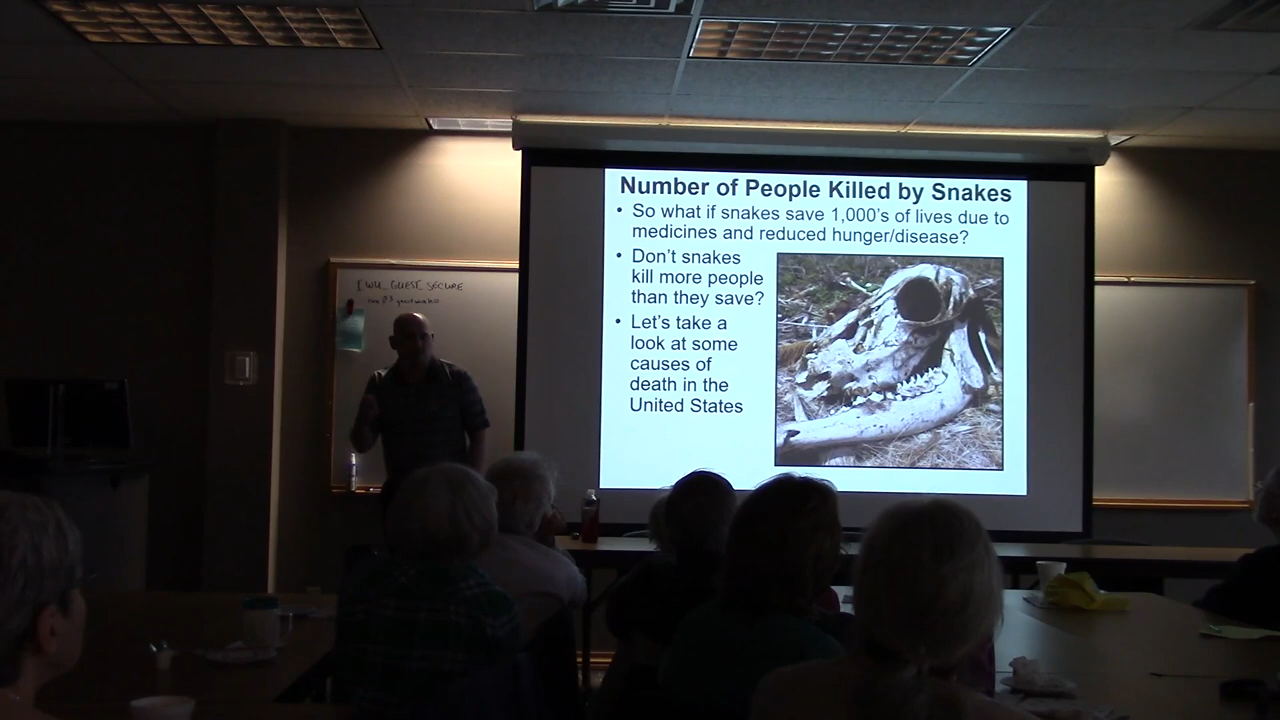 Number of People Killed by Snakes
• So what if snakes save 1,000's of lives due to
medicines and reduced hunger/disease?
• Don't snakes
kill more people
than they save?
• Let's take a
look at some
causes of
death in the
United States
IWU_GUEST_SECURE